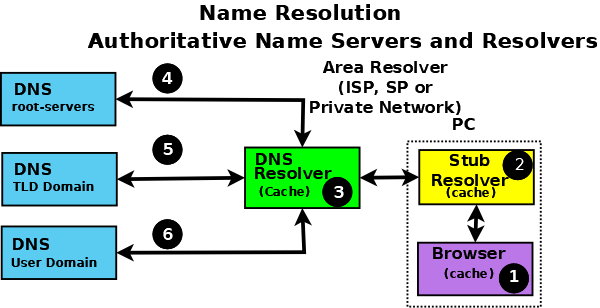 Name Resolution
Authoritative Name Servers and Resolvers
Area Resolver
(ISP, SP or
Private Network)
PC
4
DNS
root-servers
5
DNS
TLD Domain
6
DNS
User Domain
DNS
Resolver
(Cache)
3
Stub
Resolver
(cache)
2
Browser
(cache)
1